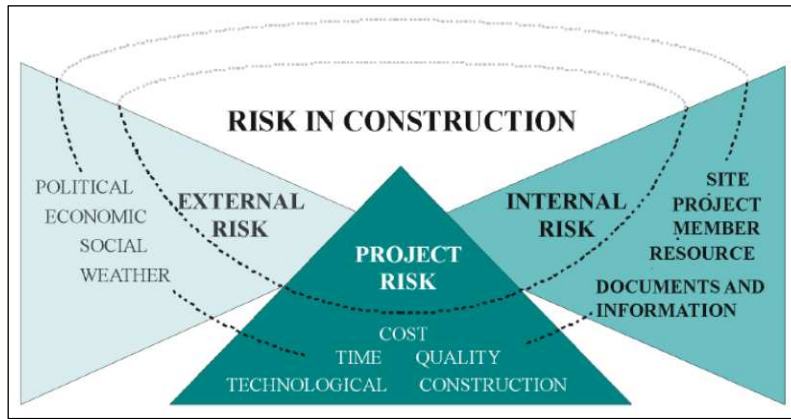 RISK IN CONSTRUCTION
POLITICAL
ECONOMIC
SOCIAL
WEATHER
EXTERNAL
RISK
PROJECT
RISK
COST
TIME QUALITY
TECHNOLOGICAL CONSTRUCTION
INTERNAL
RISK
SITE
PROJECT
MEMBER
RESOURCE
DOCUMENTS AND
INFORMATION